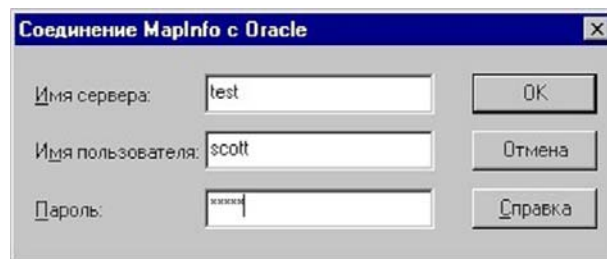 Соединение MapInfo с Oracle
Имя сервера: test OK
Имя пользователя: scott Отмена
Пароль: ***** Справка